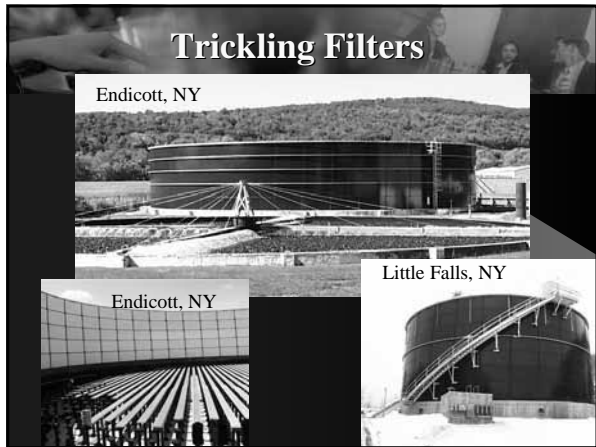 Trickling Filters
Endicott, NY
Endicott, NY
Little Falls, NY